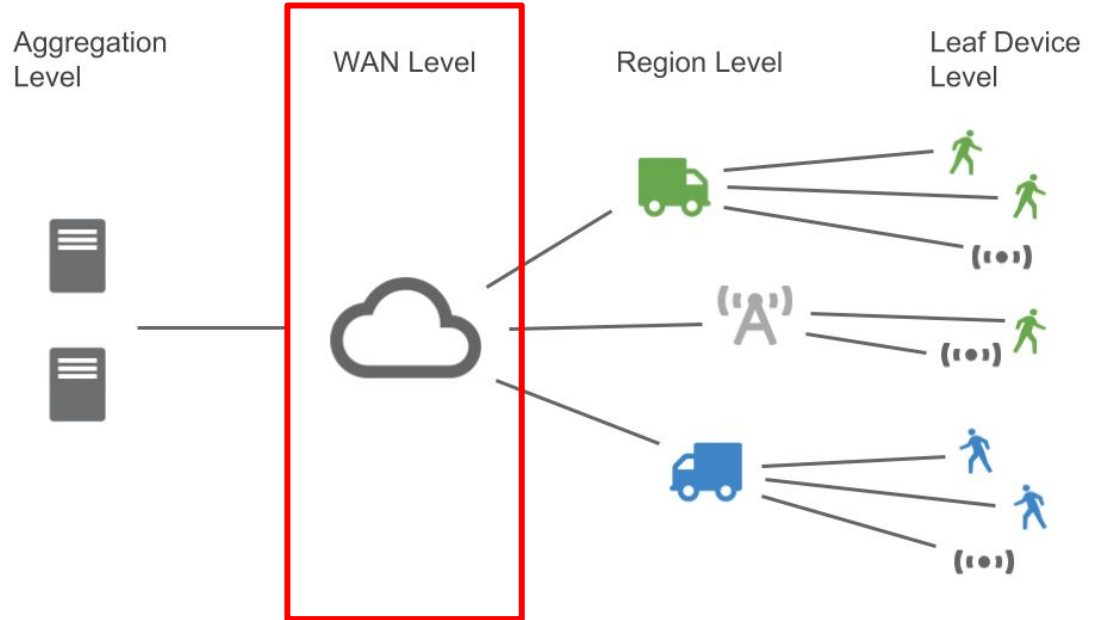 Aggregation
Level
WAN Level
Region Level
Leaf Device
Level